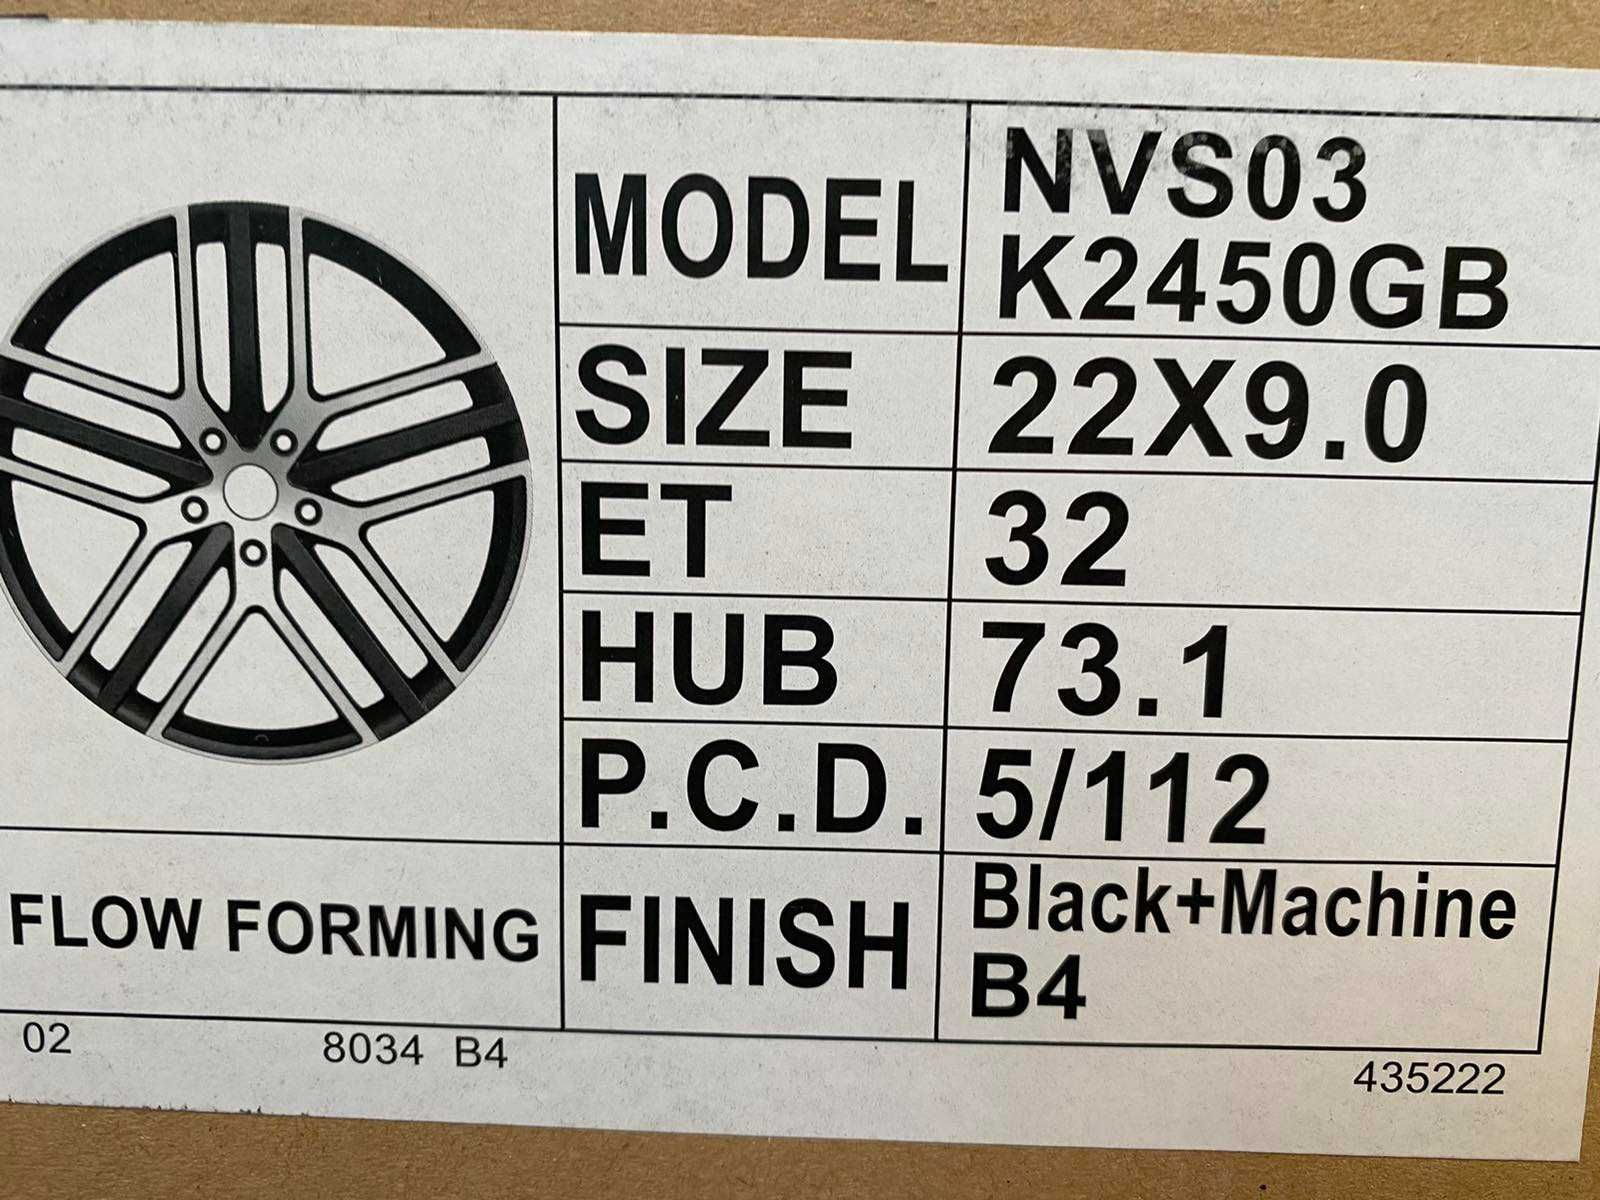 MODEL
NVS03
K2450GB
SIZE
22X9.0
ET
32
HUB
73.1
P.C.D.
5/112
FLOW FORMING
FINISH
Black+Machine
B4
02
8034 B4
435222